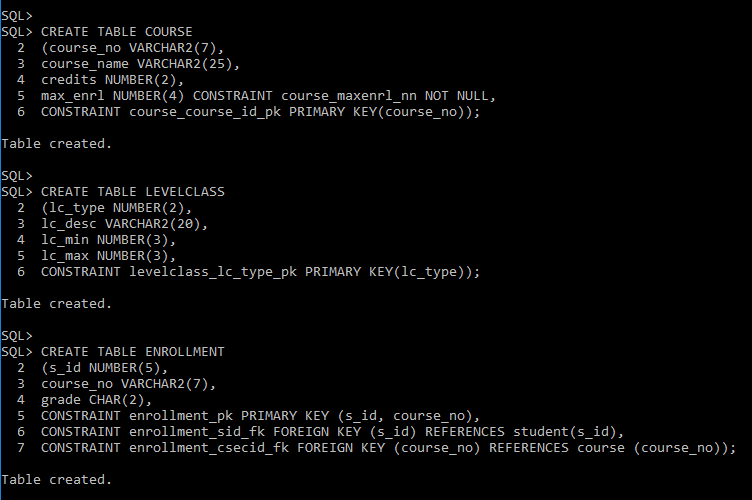 SQL>
SQL> CREATE TABLE COURSE
  2  (course_no VARCHAR2(7),
  3  course_name VARCHAR2(25),
  4  credits NUMBER(2),
  5  max_enrl NUMBER(4) CONSTRAINT course_maxenrl_nn NOT NULL,
  6  CONSTRAINT course_course_id_pk PRIMARY KEY(course_no));
Table created.
SQL>
SQL> CREATE TABLE LEVELCLASS
  2  (lc_type NUMBER(2),
  3  lc_desc VARCHAR2(20),
  4  lc_min NUMBER(3),
  5  lc_max NUMBER(3),
  6  CONSTRAINT levelclass_lc_type_pk PRIMARY KEY(lc_type));
Table created.
SQL>
SQL> CREATE TABLE ENROLLMENT
  2  (s_id NUMBER(5),
  3  course_no VARCHAR2(7),
  4  grade CHAR(2),
  5  CONSTRAINT enrollment_pk PRIMARY KEY (s_id, course_no),
  6  CONSTRAINT enrollment_sid_fk FOREIGN KEY (s_id) REFERENCES student(s_id),
  7  CONSTRAINT enrollment_csecid_fk FOREIGN KEY (course_no) REFERENCES course (course_no));
Table created.